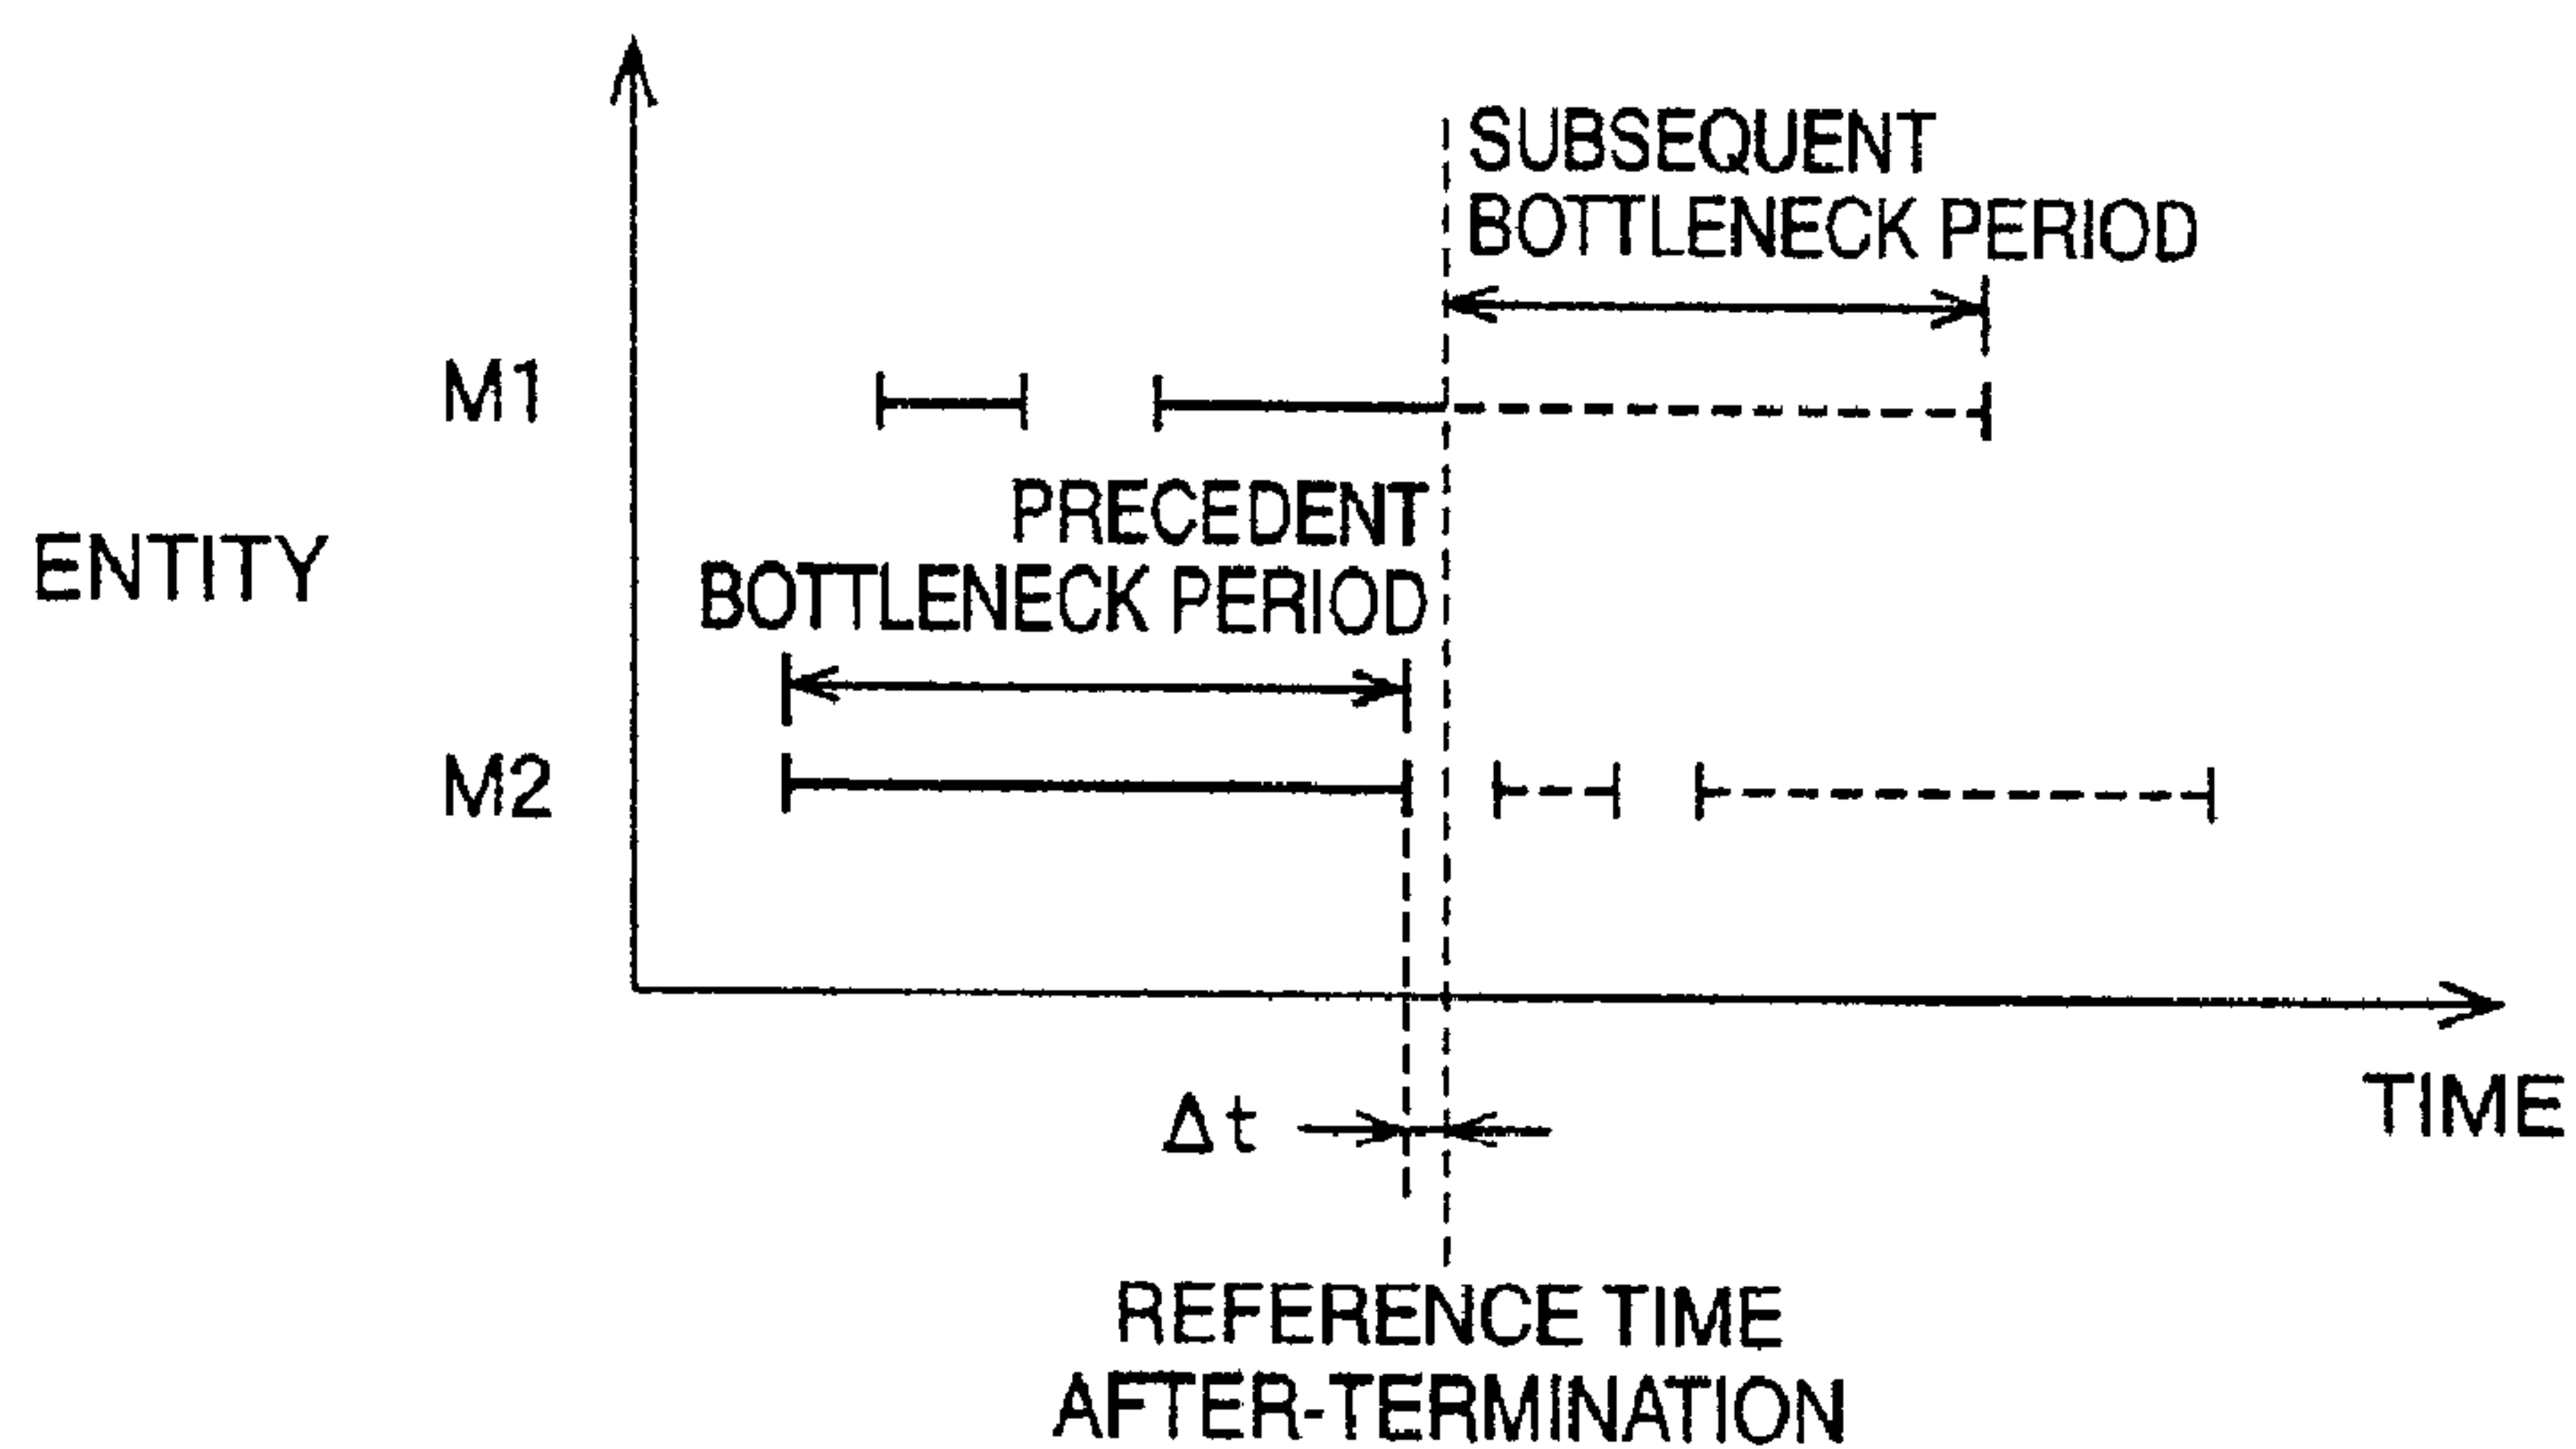 SUBSEQUENT
BOTTLENECK PERIOD
M1
PRECEDENT
BOTTLENECK PERIOD
ENTITY
M2
TIME
Δt
REFERENCE TIME
AFTER-TERMINATION